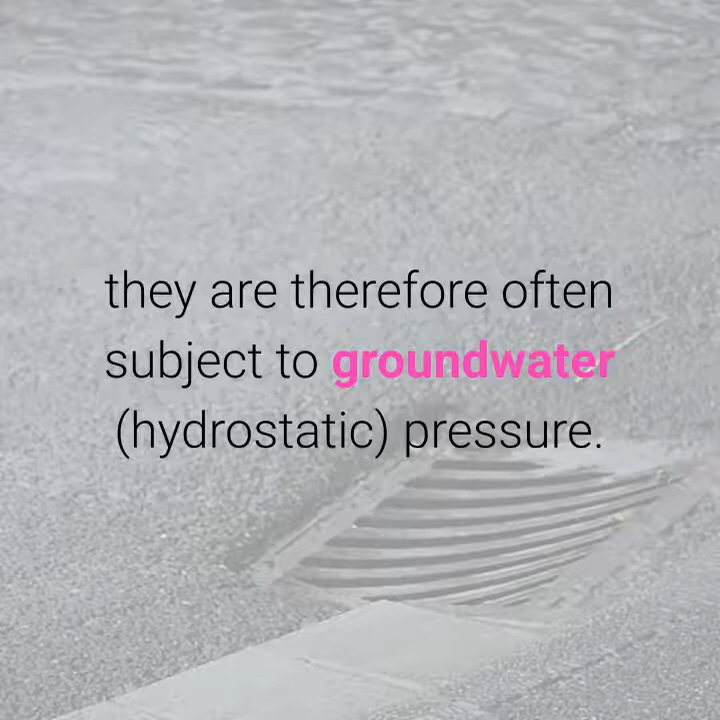 they are therefore often
subject to groundwater
(hydrostatic) pressure.